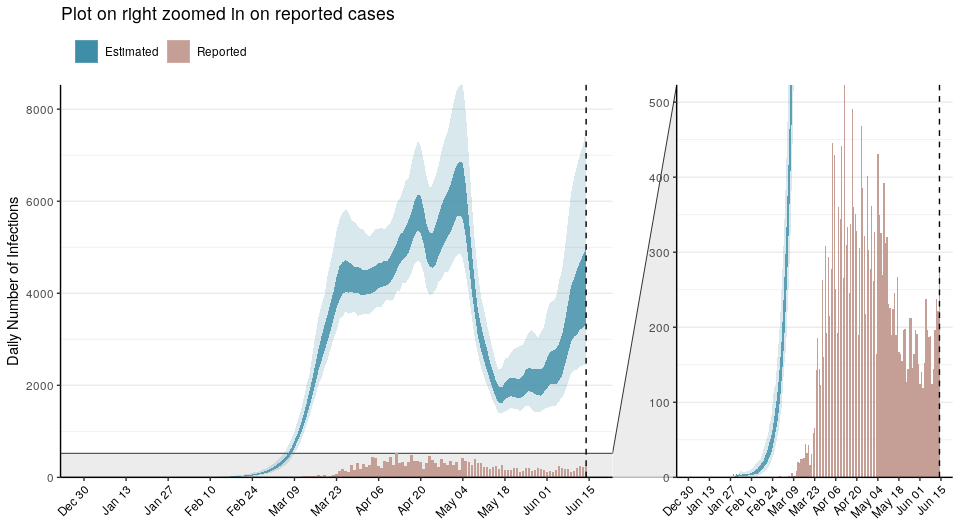 Plot on right zoomed in on reported cases
Estimated Reported
Daily Number of Infections
8000
6000
4000
2000
0
Dec 30 Jan 13 Jan 27 Feb 10 Feb 24 Mar 09 Mar 23 Apr 06 Apr 20 May 04 May 18 Jun 01 Jun 15
500
400
300
200
100
0
Dec 30 Jan 13 Jan 27 Feb 10 Feb 24 Mar 09 Mar 23 Apr 06 Apr 20 May 04 May 18 Jun 01 Jun 15